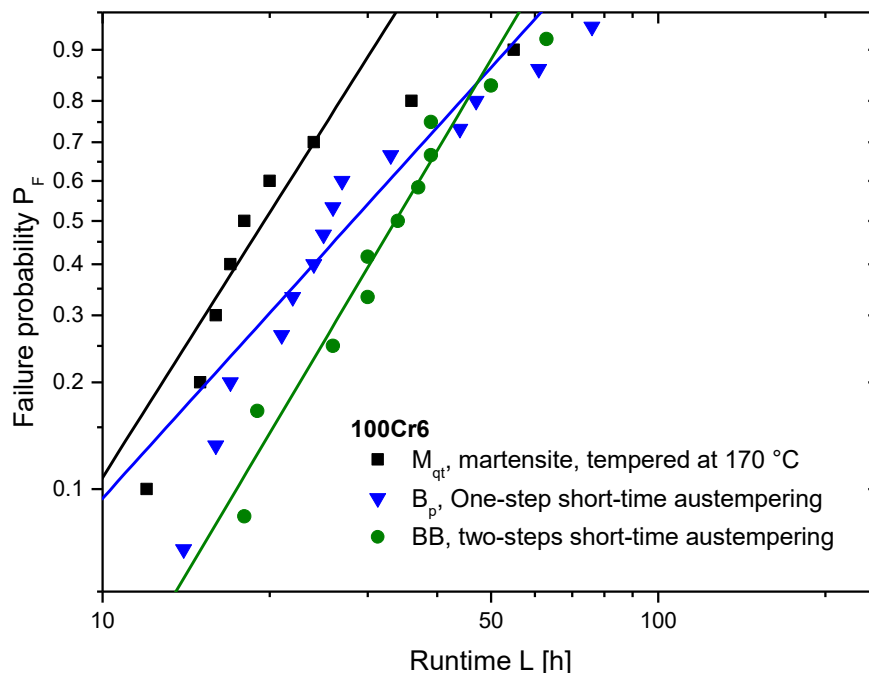 0.9
0.8
0.7
0.6
0.5
0.4
0.3
0.2
0.1
Failure probability P_F
100Cr6
M_qt, martensite, tempered at 170 °C
B_p, One-step short-time austempering
BB, two-steps short-time austempering
10
50
100
Runtime L [h]